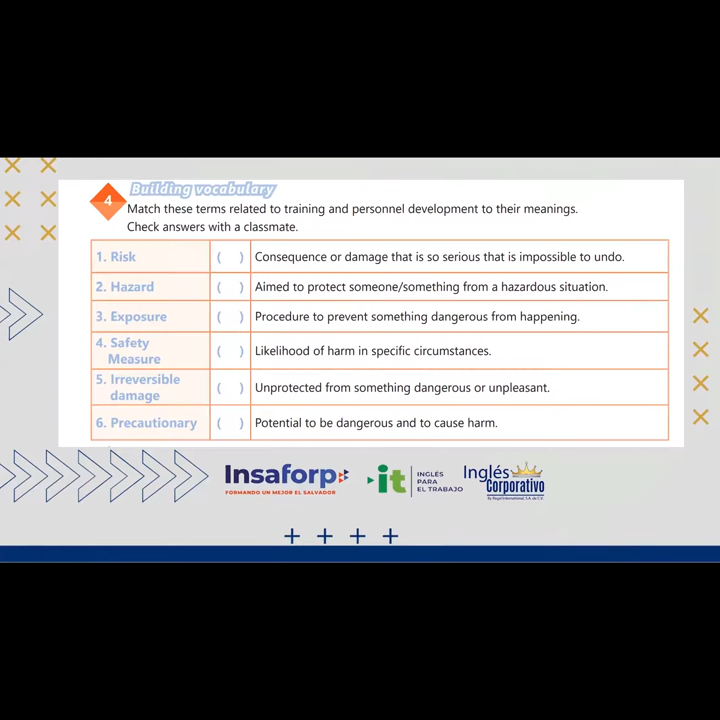 Building vocabulary
4
Match these terms related to training and personnel development to their meanings.
Check answers with a classmate.
1. Risk ( ) Consequence or damage that is so serious that is impossible to undo.
2. Hazard ( ) Aimed to protect someone/something from a hazardous situation.
3. Exposure ( ) Procedure to prevent something dangerous from happening.
4. Safety
Measure ( ) Likelihood of harm in specific circumstances.
5. Irreversible
damage ( ) Unprotected from something dangerous or unpleasant.
6. Precautionary ( ) Potential to be dangerous and to cause harm.
Insaforp
FORMANDO UN MEJOR EL SALVADOR
it
INGLÉS
PARA
EL TRABAJO
Inglés
Corporativo
By Regal International, S.A. de C.V.